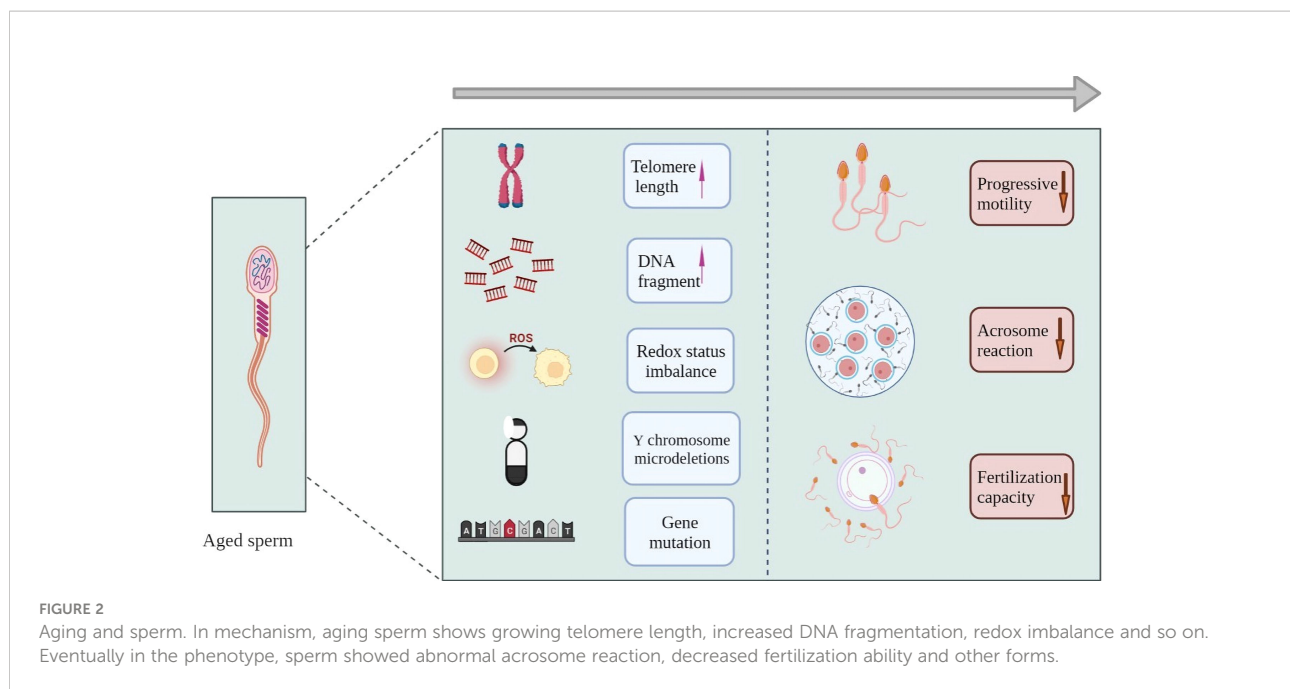 Telomere
length
DNA
fragment
ROS
Redox status
imbalance
Y chromosome
microdeletions
A T G C G A C T
Gene
mutation
Progressive
motility
Acrosome
reaction
Fertilization
capacity
Aged sperm
FIGURE 2
Aging and sperm. In mechanism, aging sperm shows growing telomere length, increased DNA fragmentation, redox imbalance and so on.
Eventually in the phenotype, sperm showed abnormal acrosome reaction, decreased fertilization ability and other forms.